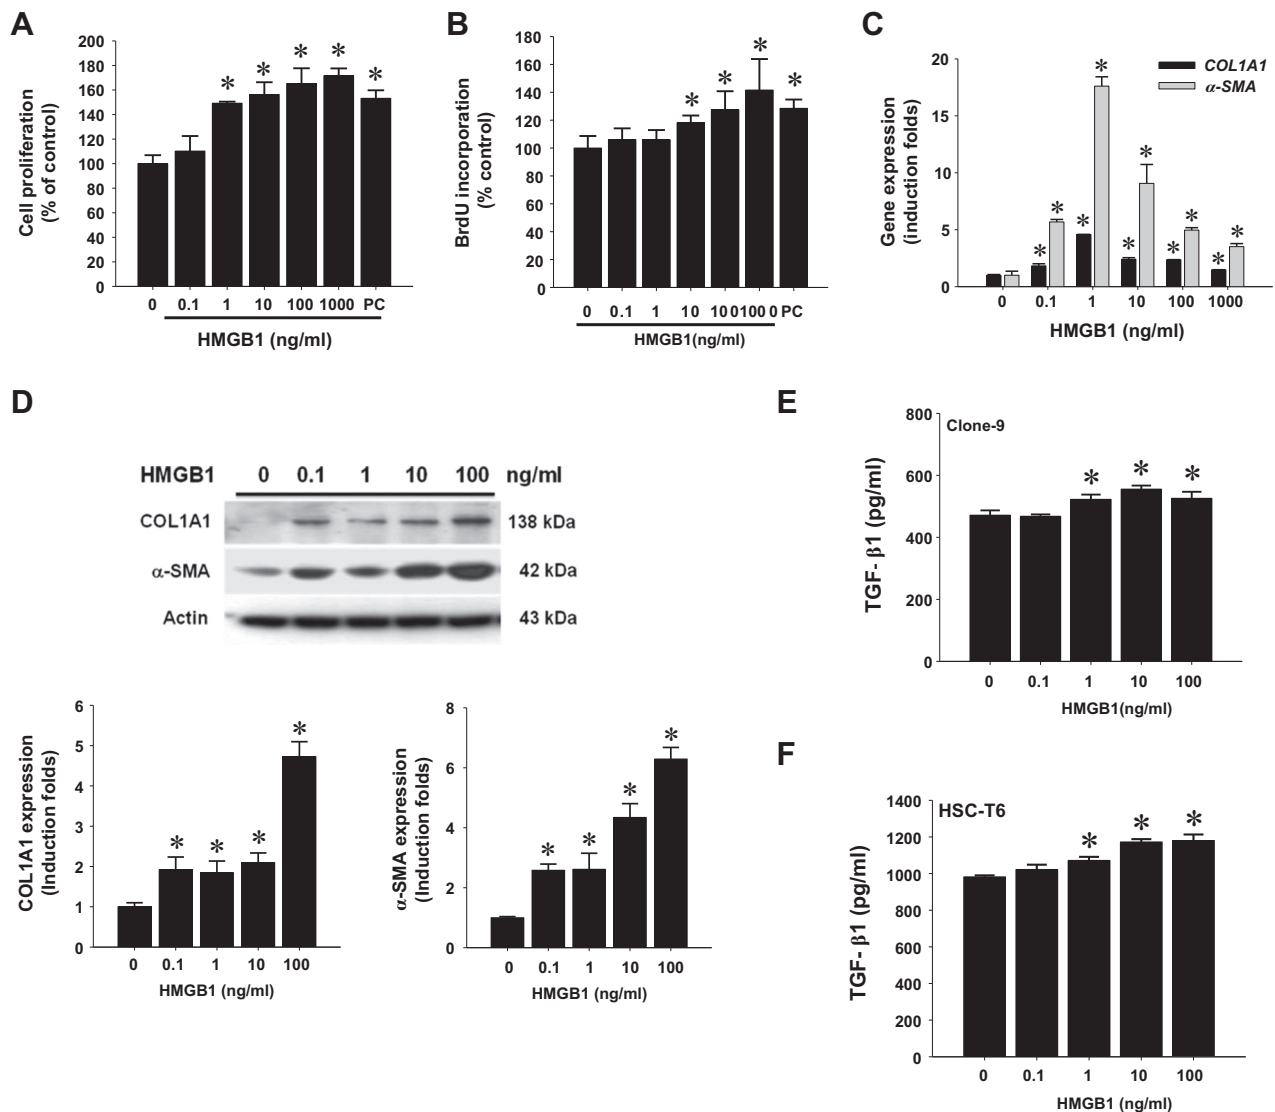 A
200
180
160
140
120
100
80
60
40
20
0
Cell proliferation
(% of control)
* * * * *
0 0.1 1 10 100 1000 PC
HMGB1 (ng/ml)
B
180
160
140
120
100
80
60
40
20
0
BrdU incorporation
(% control)
* * * *
0 0.1 1 10 10 0100 0 PC
HMGB1(ng/ml)
C
COL1A1
α-SMA
20
15
10
5
0
Gene expression
(induction folds)
* * * * * * * * * *
0 0.1 1 10 100 1000
HMGB1 (ng/ml)
D
HMGB1 0 0.1 1 10 100 ng/ml
COL1A1 138 kDa
α-SMA 42 kDa
Actin 43 kDa
6
5
4
3
2
1
0
COL1A1 expression
(Induction folds)
* * * *
0 0.1 1 10 100
HMGB1 (ng/ml)
8
6
4
2
0
α-SMA expression
(Induction folds)
* * * *
0 0.1 1 10 100
HMGB1 (ng/ml)
E
Clone-9
800
600
400
200
0
TGF- β1 (pg/ml)
* * *
0 0.1 1 10 100
HMGB1(ng/ml)
F
HSC-T6
1400
1200
1000
800
600
400
200
0
TGF- β1 (pg/ml)
* * *
0 0.1 1 10 100
HMGB1 (ng/ml)